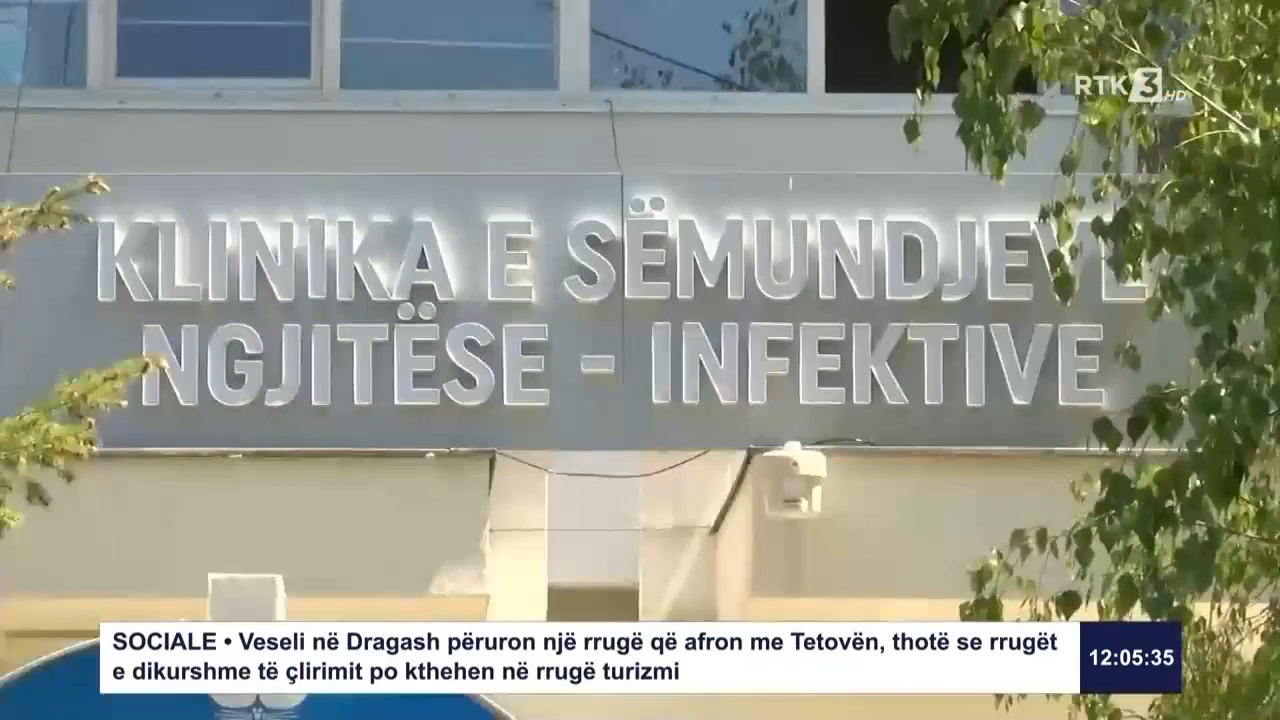 RTK 3 HD
KLINIKA E SËMUNDJEVE
NGJITËSE - INFEKTIVE
SOCIALE • Veseli në Dragash përuron një rrugë që afron me Tetovën, thotë se rrugët
e dikurshme të çlirimit po kthehen në rrugë turizmi
12:05:35